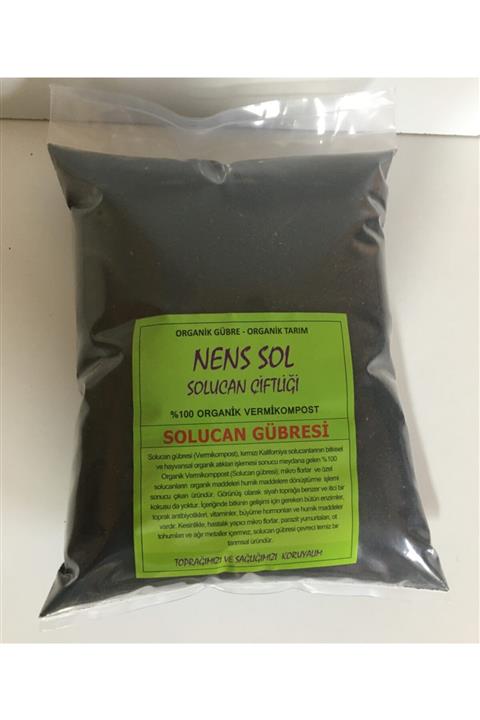 ORGANİK GÜBRE - ORGANİK TARIM
NENS SOL
SOLUCAN ÇİFTLİĞİ
%100 ORGANİK VERMİKOMPOST
SOLUCAN GÜBRESİ
Solucan gübresi (Vermikompost), kırmızı Kaliforniya solucanlarının bitkisel
ve hayvansal organik atıkları işlemesi sonucu meydana gelen %100
Organik Vermikomppost (Solucan gübresi), mikro florlar ve özel
solucanların organik maddeleri humik maddelere dönüştürme işlemi
sonucu çıkan üründür. Görünüş olarak siyah toprağa benzer ve itici bir
kokusu da yoktur. İçeriğinde bitkinin gelişimi için gereken bütün enzimler,
toprak antibiyotikleri, vitaminler, büyüme hormonları ve humik maddeler
vardır. Kesinlikle, hastalık yapıcı mikro florlar, parazit yumurtaları, ot
tohumları ve ağır metaller içermez, solucan gübresi çevreci temiz bir
tarımsal üründür.
TOPRAĞIMIZI VE SAĞLIĞIMIZI KORUYALIM